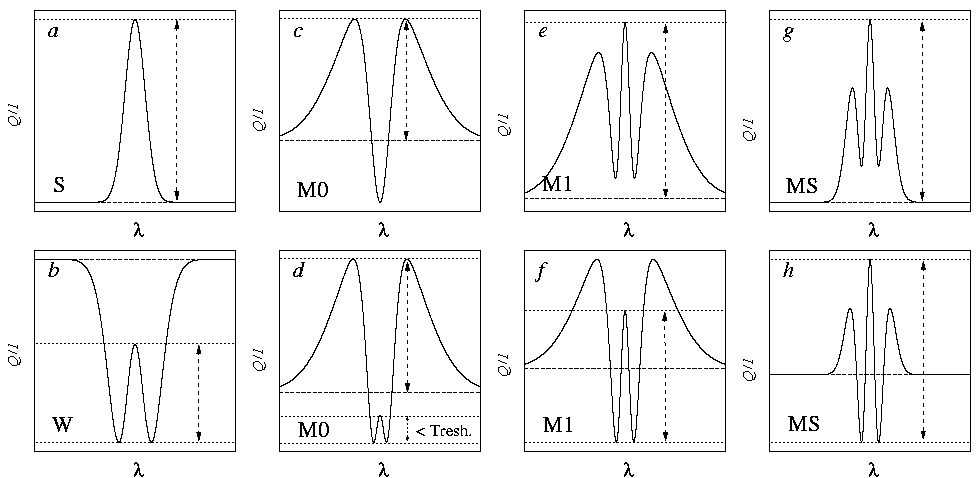 a
c
e
g
Q/I
Q/I
Q/I
Q/I
S
M0
M1
MS
λ
λ
λ
λ
b
d
f
h
Q/I
Q/I
Q/I
Q/I
W
M0
< Tresh.
M1
MS
λ
λ
λ
λ